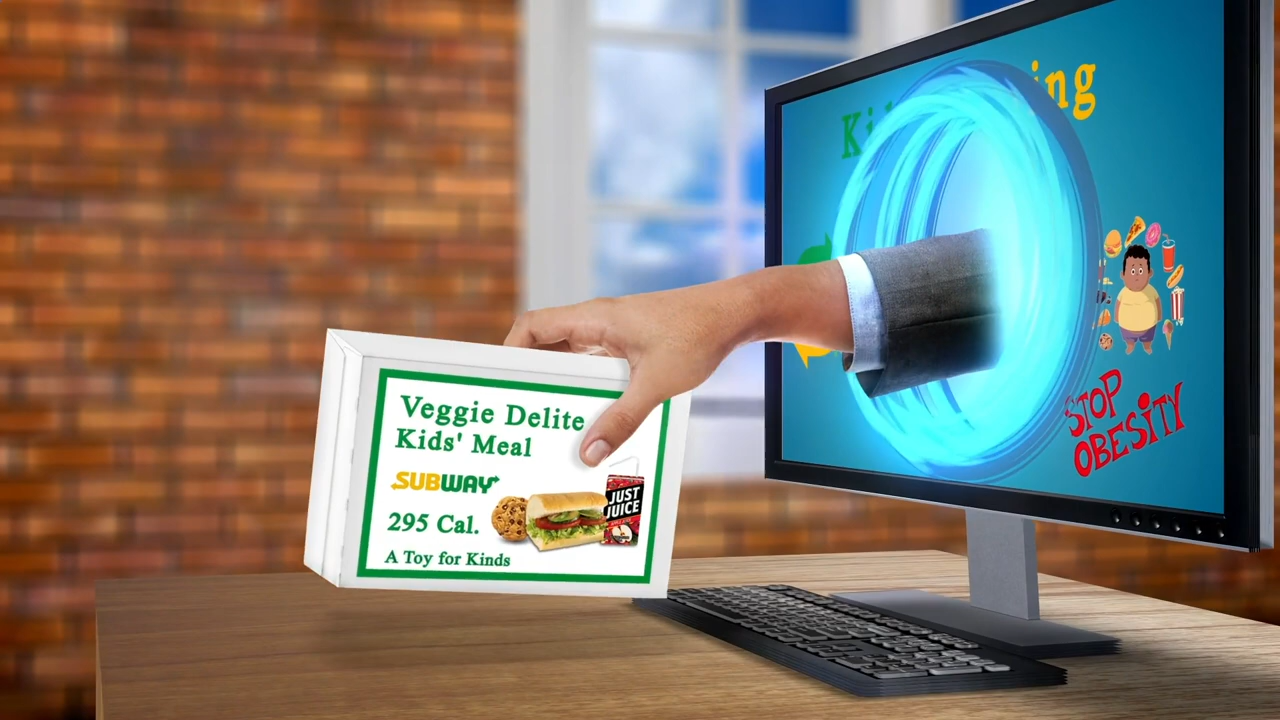 Veggie Delite
Kids' Meal
SUBWAY
295 Cal.
A Toy for Kinds
JUST
JUICE
STOP
OBESITY